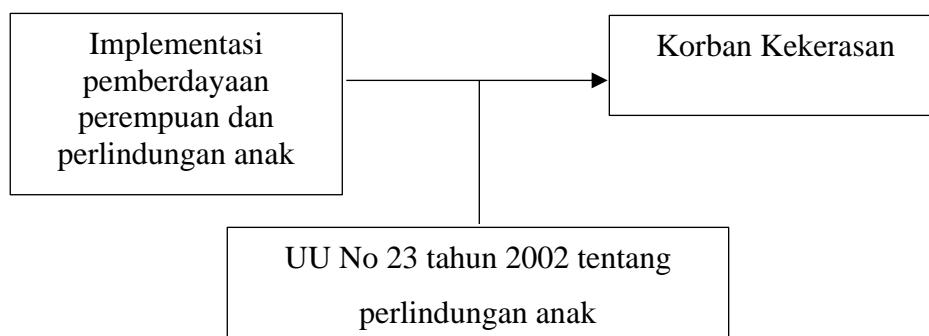 Implementasi
pemberdayaan
perempuan dan
perlindungan anak
Korban Kekerasan
UU No 23 tahun 2002 tentang
perlindungan anak